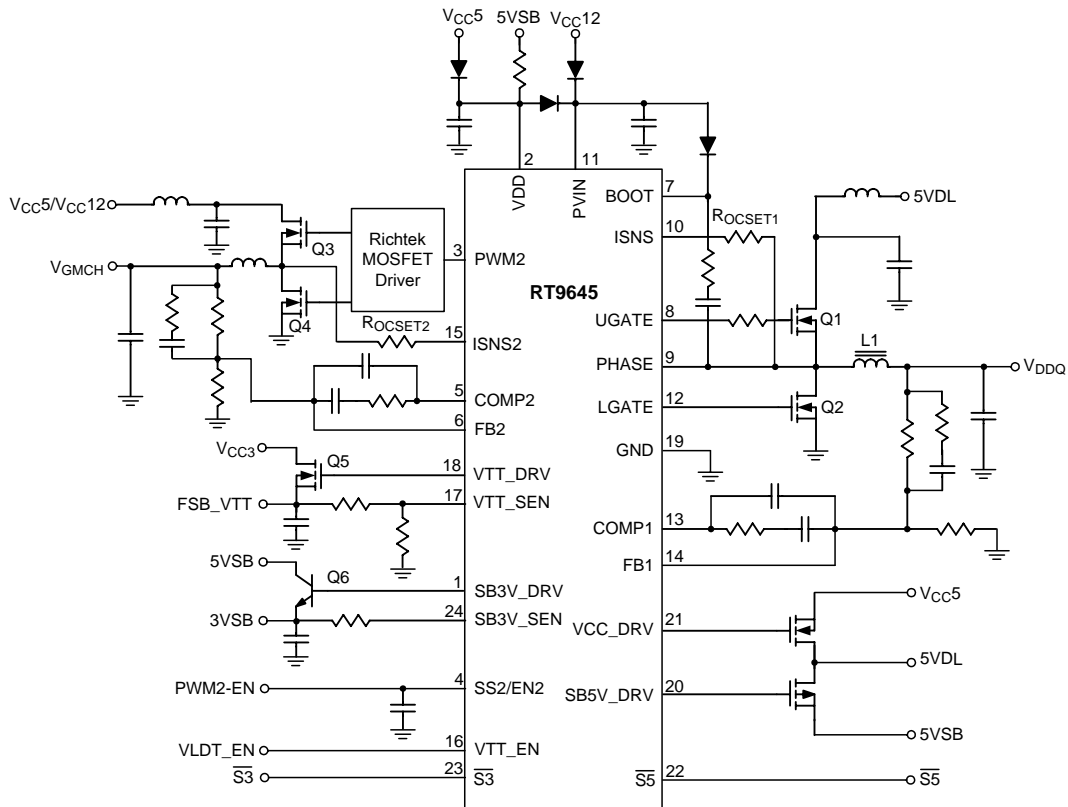 VCC5
5VSB
VCC12
2
11
VDD
PVIN
VCC5/VCC12
Q3
Richtek
MOSFET
Driver
3
PWM2
VGMCH
Q4
ROCSET2
15
ISNS2
5
COMP2
6
FB2
VCC3
Q5
18
VTT_DRV
FSB_VTT
17
VTT_SEN
5VSB
Q6
1
SB3V_DRV
3VSB
24
SB3V_SEN
PWM2-EN
4
SS2/EN2
VLDT_EN
16
VTT_EN
S3
23
S3
RT9645
BOOT
7
5VDL
ISNS
10
ROCSET1
UGATE
8
Q1
PHASE
9
L1
VDDQ
LGATE
12
Q2
GND
19
COMP1
13
FB1
14
VCC_DRV
21
VCC5
5VDL
SB5V_DRV
20
5VSB
S5
22
S5